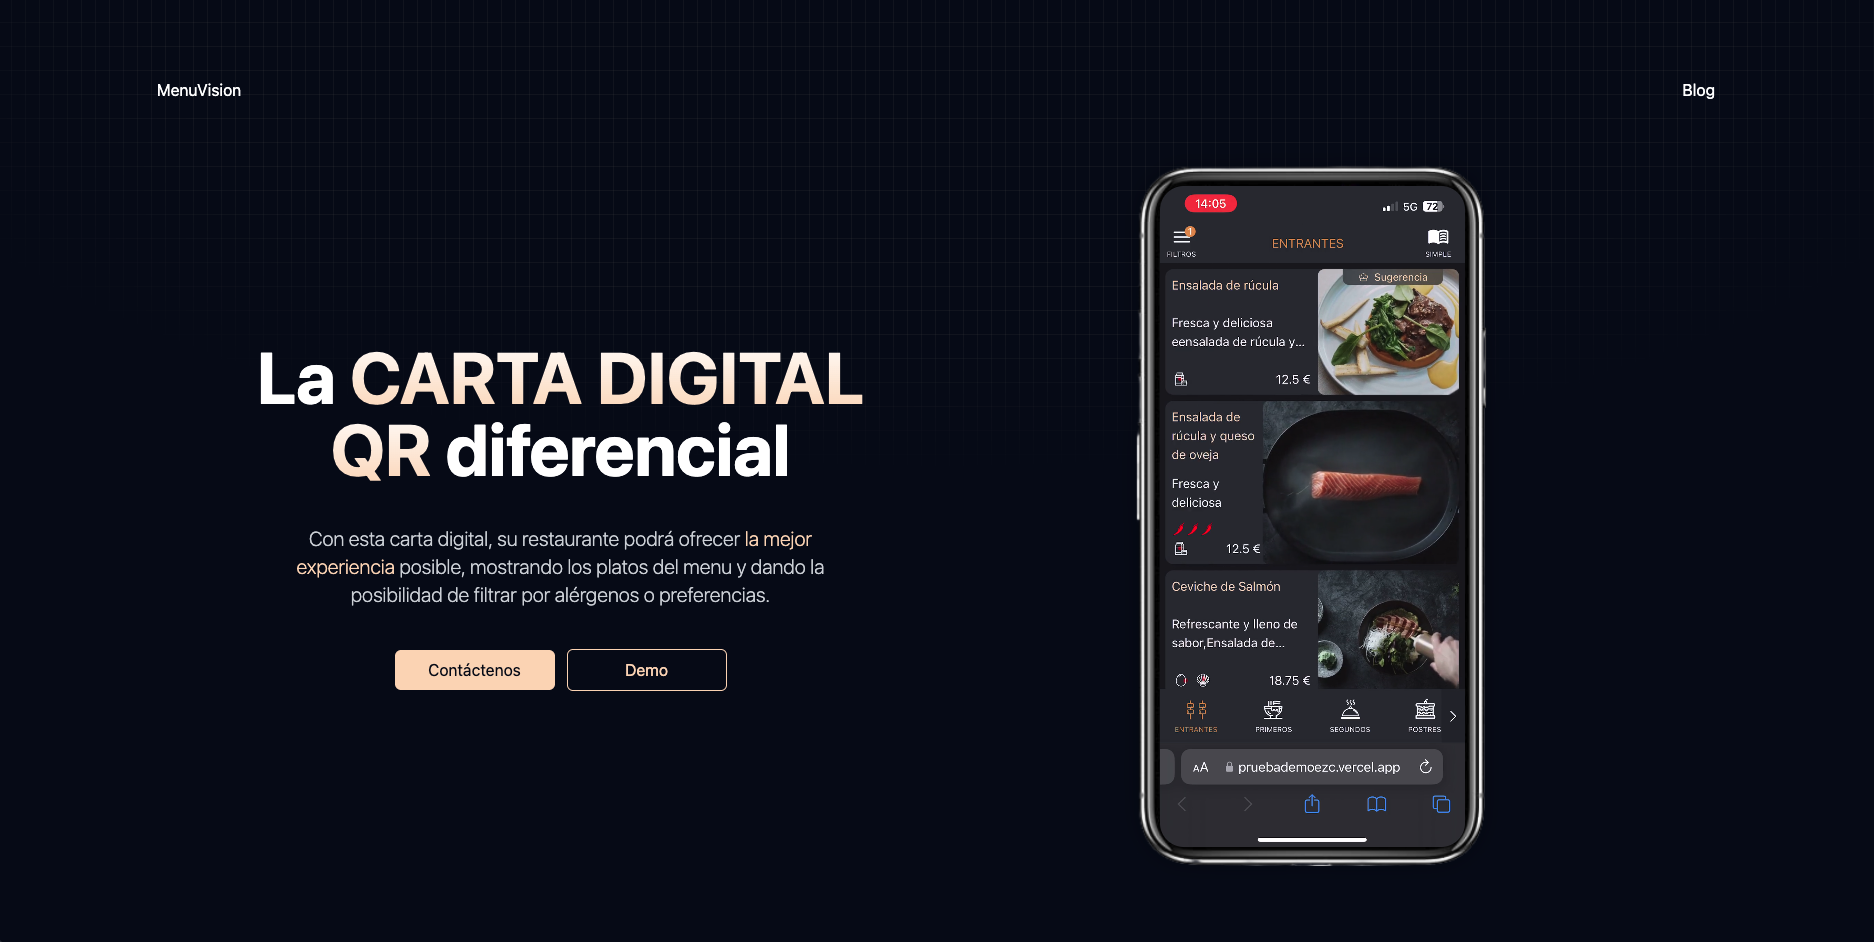 MenuVision
Blog
La CARTA DIGITAL
QR diferencial
Con esta carta digital, su restaurante podrá ofrecer la mejor
experiencia posible, mostrando los platos del menu y dando la
posibilidad de filtrar por alérgenos o preferencias.
Contáctenos
Demo
14:05
5G
72
1
FILTROS
ENTRANTES
SIMPLE
Sugerencia
Ensalada de rúcula
Fresca y deliciosa
eensalada de rúcula y...
12.5 €
Ensalada de
rúcula y queso
de oveja
Fresca y
deliciosa
12.5 €
Ceviche de Salmón
Refrescante y lleno de
sabor,Ensalada de...
18.75 €
ENTRANTES
PRIMEROS
SEGUNDOS
POSTRES
AA
pruebademoezc.vercel.app